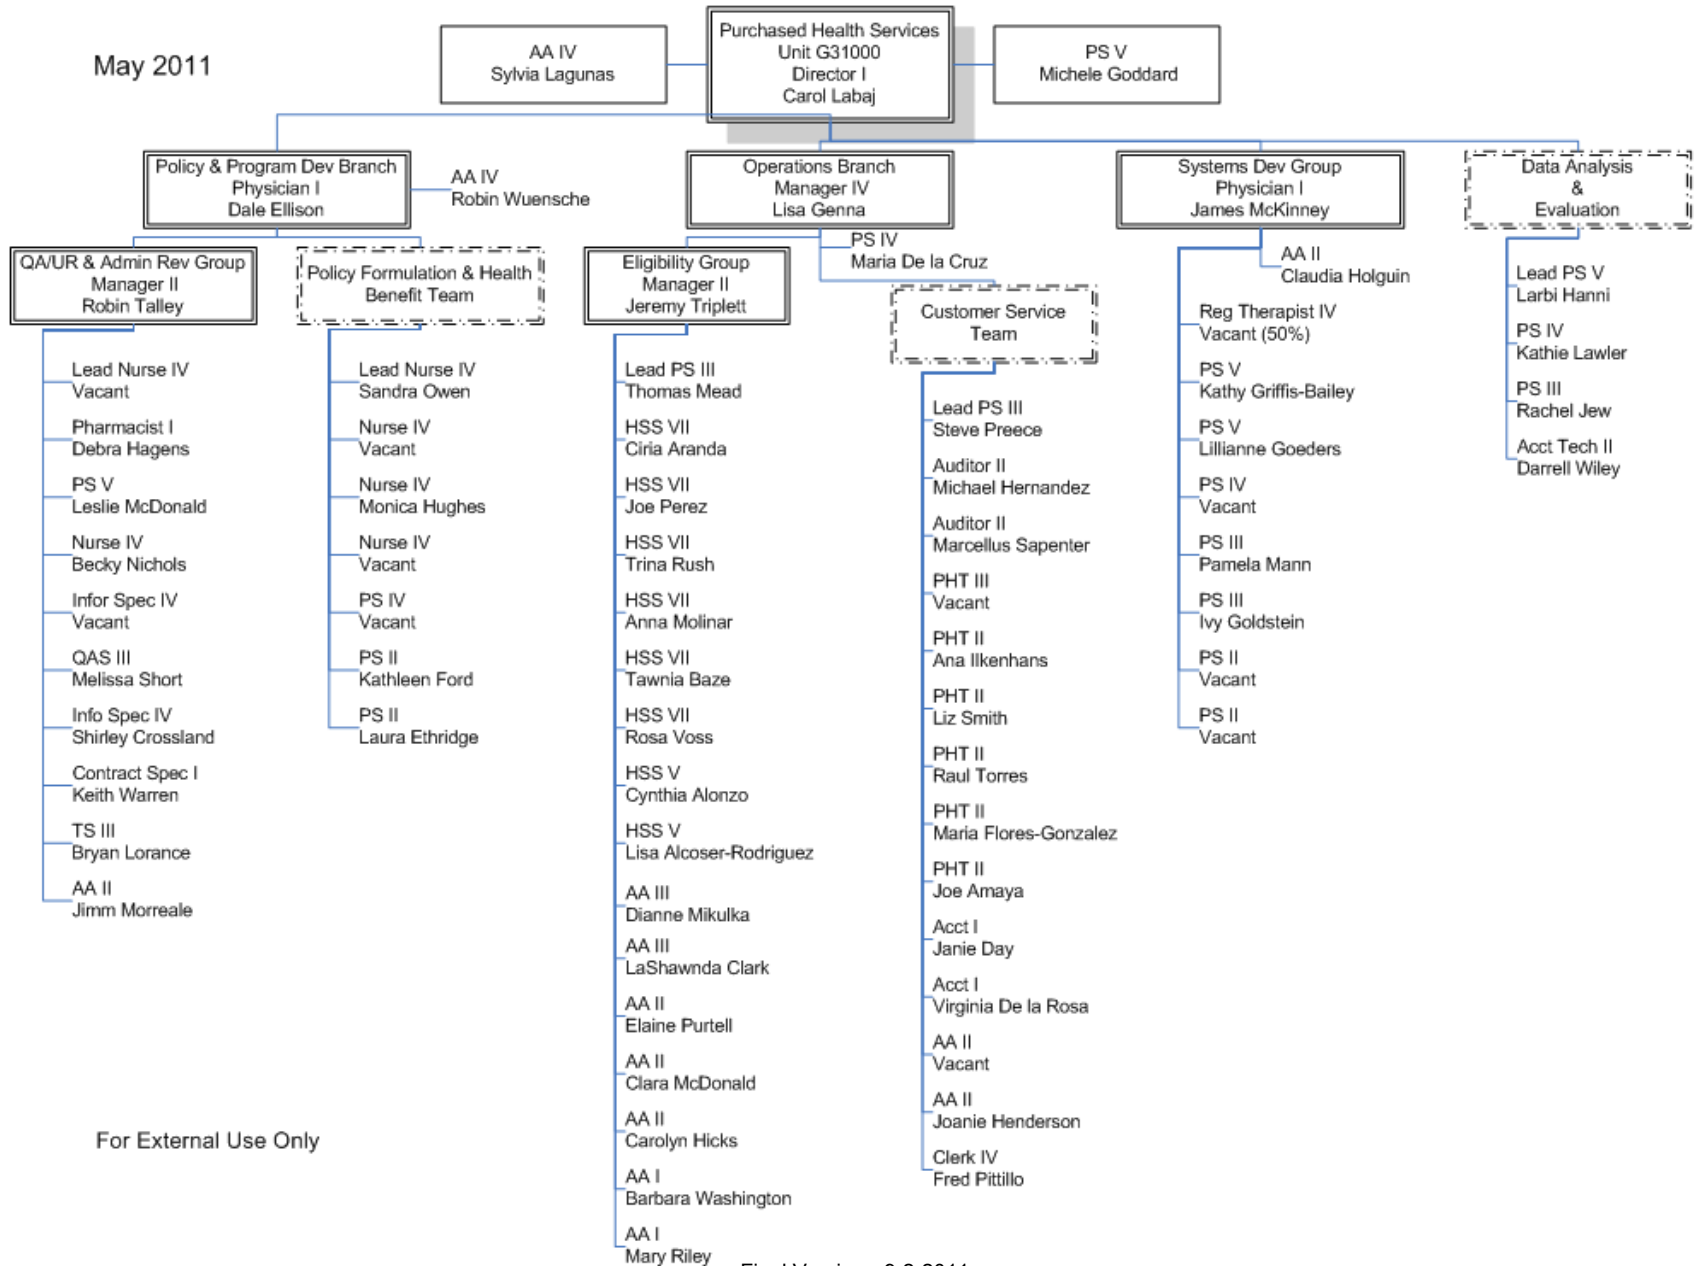 May 2011
AA IV
Sylvia Lagunas
Purchased Health Services
Unit G31000
Director I
Carol Labaj
PS V
Michele Goddard
Policy & Program Dev Branch
Physician I
Dale Ellison
AA IV
Robin Wuensche
Operations Branch
Manager IV
Lisa Genna
PS IV
Maria De la Cruz
Systems Dev Group
Physician I
James McKinney
AA II
Claudia Holguin
Data Analysis
&
Evaluation
QA/UR & Admin Rev Group
Manager II
Robin Talley
Lead Nurse IV
Vacant
Pharmacist I
Debra Hagens
PS V
Leslie McDonald
Nurse IV
Becky Nichols
Infor Spec IV
Vacant
QAS III
Melissa Short
Info Spec IV
Shirley Crossland
Contract Spec I
Keith Warren
TS III
Bryan Lorance
AA II
Jimm Morreale
Policy Formulation & Health
Benefit Team
Lead Nurse IV
Sandra Owen
Nurse IV
Vacant
Nurse IV
Monica Hughes
Nurse IV
Vacant
PS IV
Vacant
PS II
Kathleen Ford
PS II
Laura Ethridge
Eligibility Group
Manager II
Jeremy Triplett
Lead PS III
Thomas Mead
HSS VII
Ciria Aranda
HSS VII
Joe Perez
HSS VII
Trina Rush
HSS VII
Anna Molinar
HSS VII
Tawnia Baze
HSS VII
Rosa Voss
HSS V
Cynthia Alonzo
HSS V
Lisa Alcoser-Rodriguez
AA III
Dianne Mikulka
AA III
LaShawnda Clark
AA II
Elaine Purtell
AA II
Clara McDonald
AA II
Carolyn Hicks
AA I
Barbara Washington
AA I
Mary Riley
Customer Service
Team
Lead PS III
Steve Preece
Auditor II
Michael Hernandez
Auditor II
Marcellus Sapenter
PHT III
Vacant
PHT II
Ana Ilkenhans
PHT II
Liz Smith
PHT II
Raul Torres
PHT II
Maria Flores-Gonzalez
PHT II
Joe Amaya
Acct I
Janie Day
Acct I
Virginia De la Rosa
AA II
Vacant
AA II
Joanie Henderson
Clerk IV
Fred Pittillo
Reg Therapist IV
Vacant (50%)
PS V
Kathy Griffis-Bailey
PS V
Lillianne Goeders
PS IV
Vacant
PS III
Pamela Mann
PS III
Ivy Goldstein
PS II
Vacant
PS II
Vacant
Lead PS V
Larbi Hanni
PS IV
Kathie Lawler
PS III
Rachel Jew
Acct Tech II
Darrell Wiley
For External Use Only